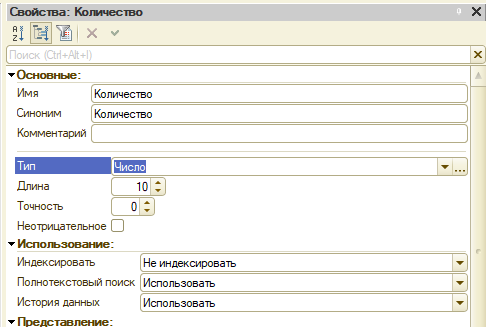 Свойства: Количество
Поиск (Ctrl+Alt+I)
Основные:
Имя Количество
Синоним Количество
Комментарий
Тип Число
Длина 10
Точность 0
Неотрицательное
Использование:
Индексировать Не индексировать
Полнотекстовый поиск Использовать
История данных Использовать
Представление: